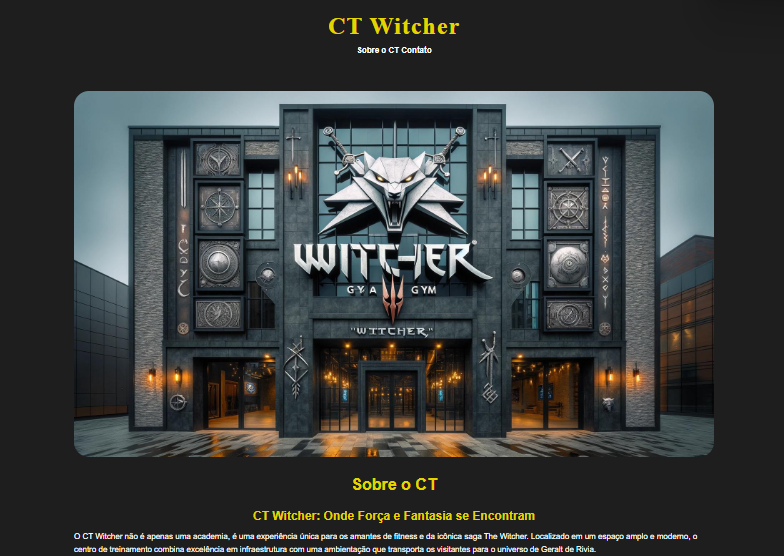 CT Witcher
Sobre o CT Contato
WITCHER
GYA GYM
"WITCHER"
Sobre o CT
CT Witcher: Onde Força e Fantasia se Encontram
O CT Witcher não é apenas uma academia, é uma experiência única para os amantes de fitness e da icônica saga The Witcher. Localizado em um espaço amplo e moderno, o
centro de treinamento combina excelência em infraestrutura com uma ambientação que transporta os visitantes para o universo de Geralt de Rivia.